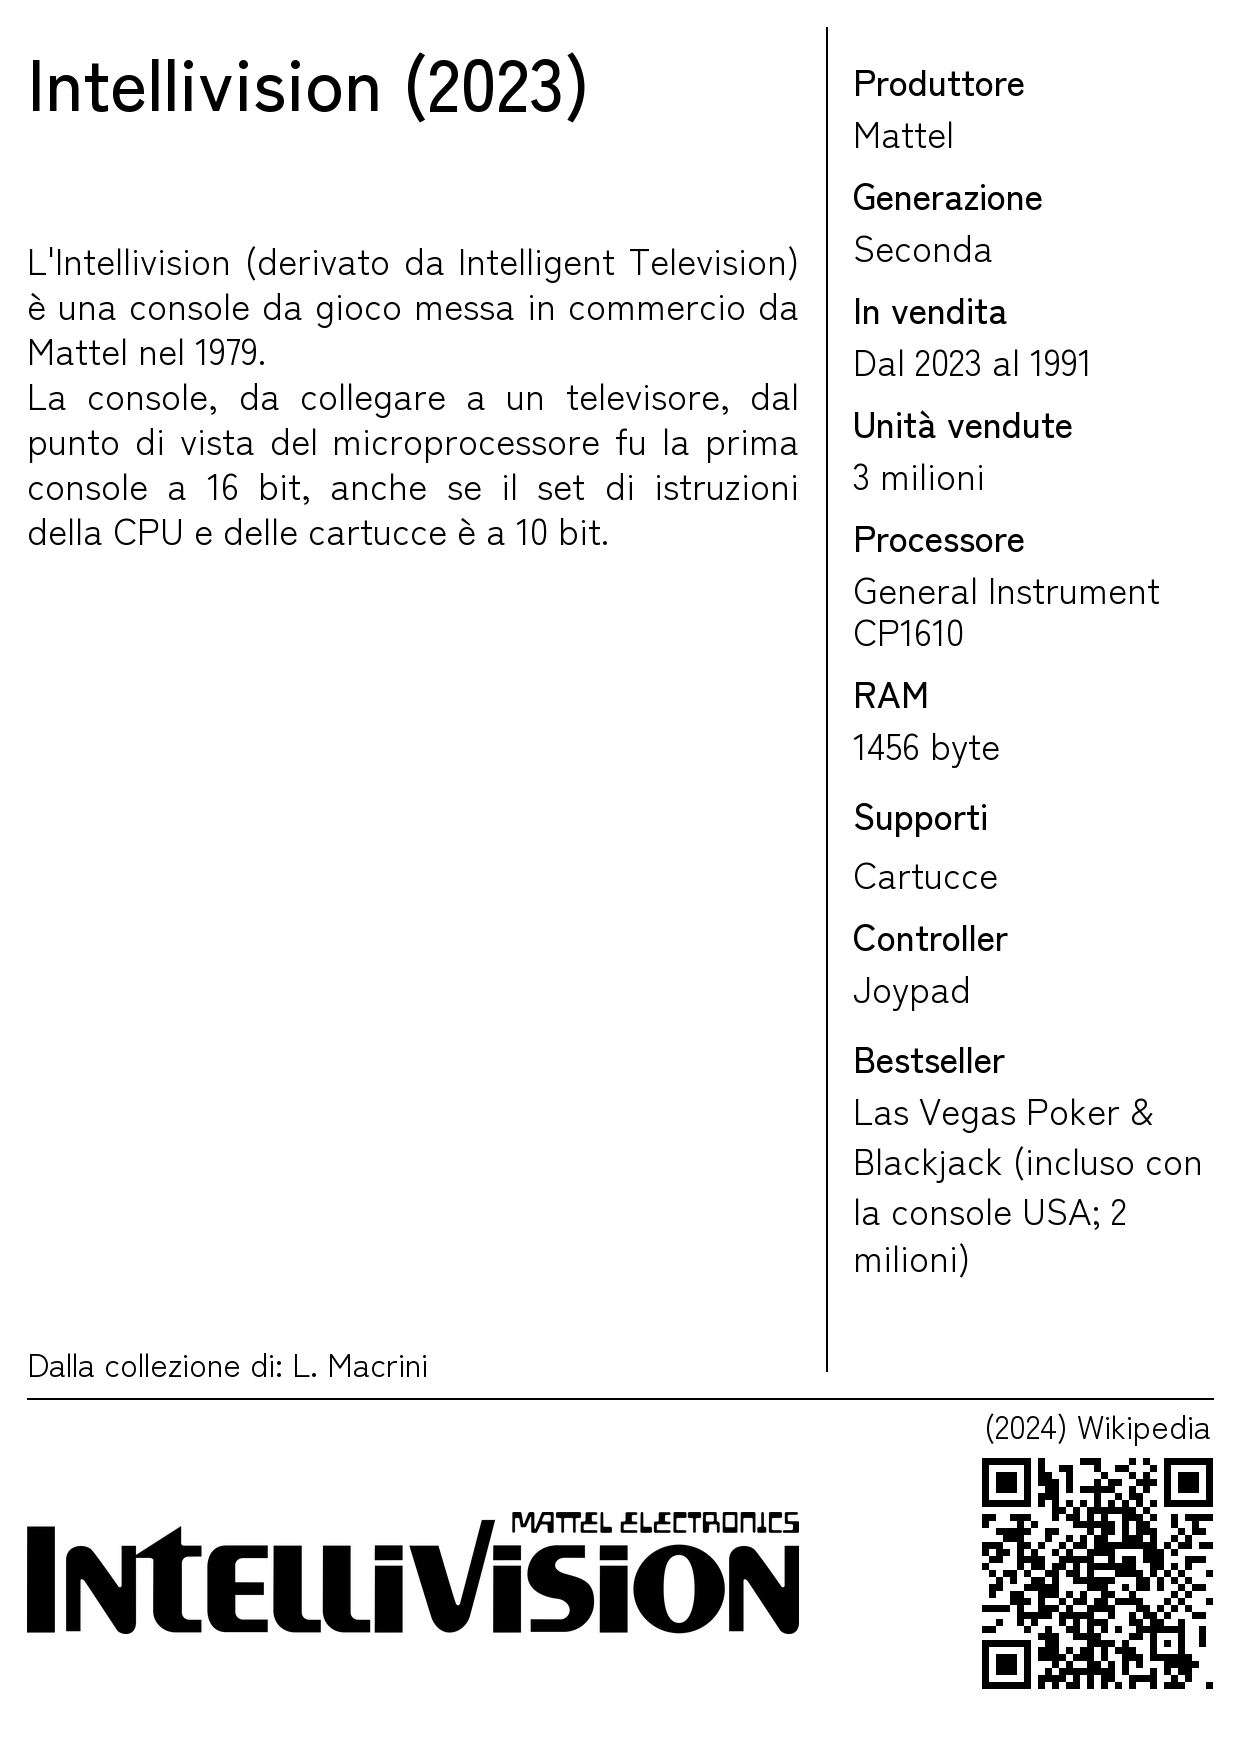 Intellivision (2023)
L'Intellivision (derivato da Intelligent Television)
è una console da gioco messa in commercio da
Mattel nel 1979.
La console, da collegare a un televisore, dal
punto di vista del microprocessore fu la prima
console a 16 bit, anche se il set di istruzioni
della CPU e delle cartucce è a 10 bit.
Dalla collezione di: L. Macrini
Produttore
Mattel
Generazione
Seconda
In vendita
Dal 2023 al 1991
Unità vendute
3 milioni
Processore
General Instrument
CP1610
RAM
1456 byte
Supporti
Cartucce
Controller
Joypad
Bestseller
Las Vegas Poker &
Blackjack (incluso con
la console USA; 2
milioni)
(2024) Wikipedia
MATTEL ELECTRONICS
INTELLIVISION